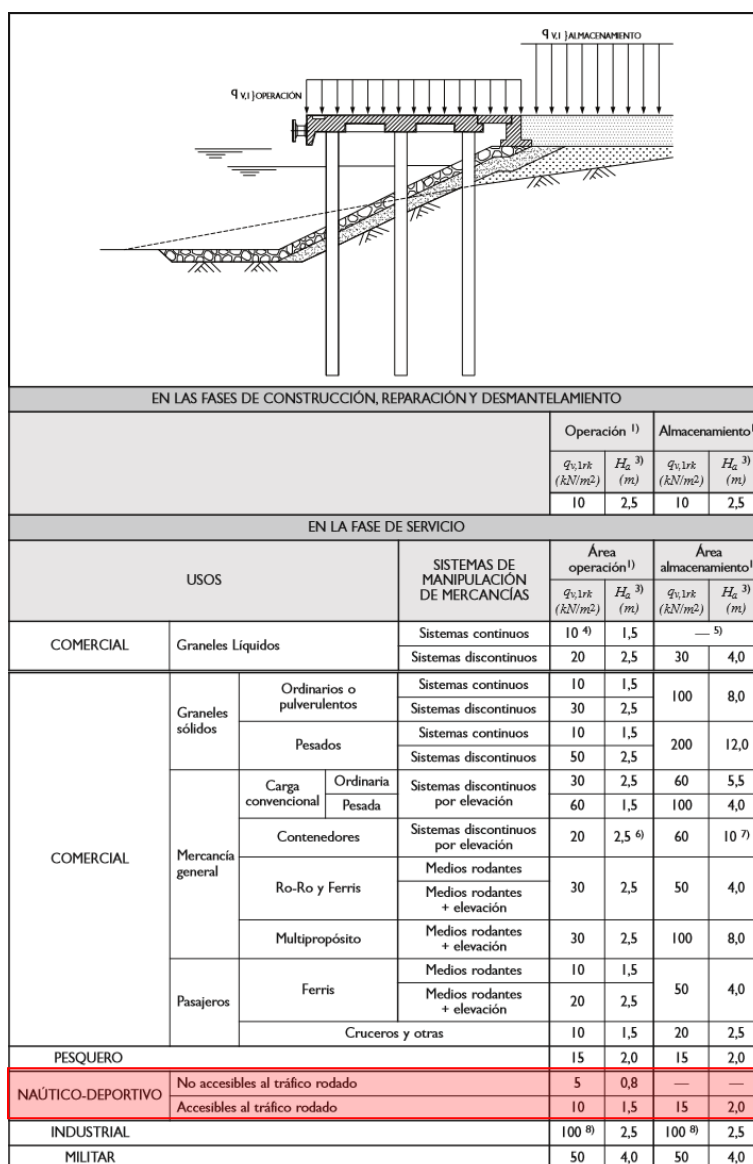 q v,1 }ALMACENAMIENTO
q v,1 }OPERACIÓN
EN LAS FASES DE CONSTRUCCIÓN, REPARACIÓN Y DESMANTELAMIENTO
Operación 1) Almacenamiento1
qv,1rk (kN/m2) Ha 3) (m) qv,1rk (kN/m2) Ha 3) (m)
10 2,5 10 2,5
EN LA FASE DE SERVICIO
USOS SISTEMAS DE MANIPULACIÓN DE MERCANCÍAS Área operación1) Área almacenamiento1
qv,1rk (kN/m2) Ha 3) (m) qv,1rk (kN/m2) Ha 3) (m)
COMERCIAL Graneles Líquidos Sistemas continuos 10 4) 1,5 — 5)
Sistemas discontinuos 20 2,5 30 4,0
COMERCIAL Graneles sólidos Ordinarios o pulverulentos Sistemas continuos 10 1,5 100 8,0
Sistemas discontinuos 30 2,5
Pesados Sistemas continuos 10 1,5 200 12,0
Sistemas discontinuos 50 2,5
Mercancía general Carga convencional Ordinaria Sistemas discontinuos por elevación 30 2,5 60 5,5
Pesada 60 1,5 100 4,0
Contenedores Sistemas discontinuos por elevación 20 2,5 6) 60 10 7)
Ro-Ro y Ferris Medios rodantes 30 2,5 50 4,0
Medios rodantes + elevación
Multipropósito Medios rodantes + elevación 30 2,5 100 8,0
Pasajeros Ferris Medios rodantes 10 1,5 50 4,0
Medios rodantes + elevación 20 2,5
Cruceros y otras 10 1,5 20 2,5
PESQUERO 15 2,0 15 2,0
NAÚTICO-DEPORTIVO No accesibles al tráfico rodado 5 0,8 — —
Accesibles al tráfico rodado 10 1,5 15 2,0
INDUSTRIAL 100 8) 2,5 100 8) 2,5
MILITAR 50 4,0 50 4,0